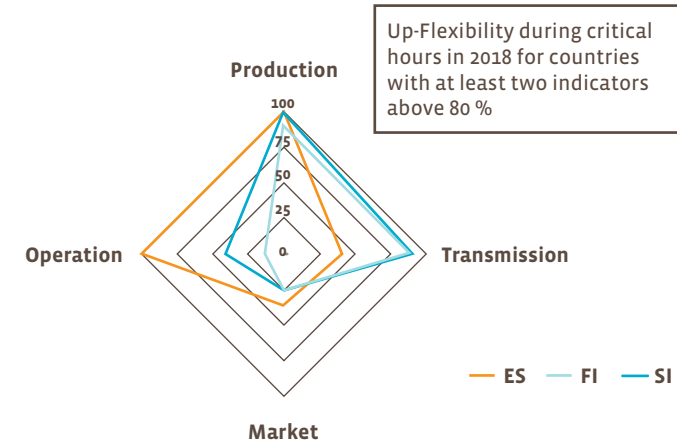 Up-Flexibility during critical
hours in 2018 for countries
with at least two indicators
above 80 %
Production
100
75
50
25
0
Operation
Transmission
Market
ES FI SI